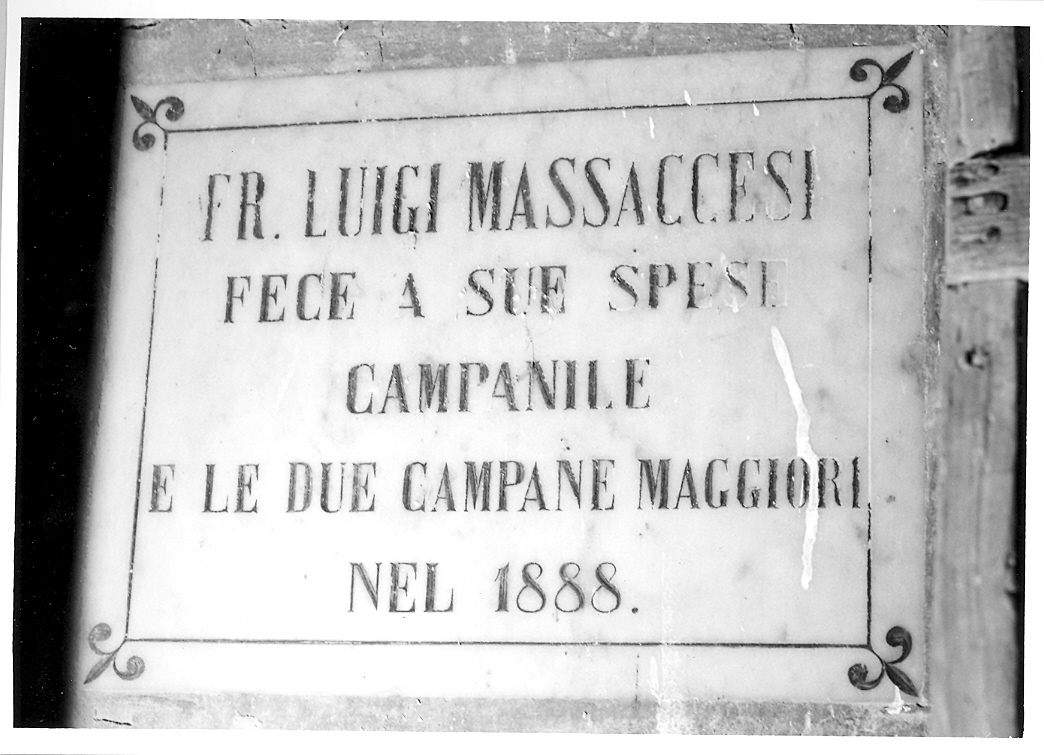 FR. LUIGI MASSACCESI
FECE A SUE SPESE
CAMPANILE
E LE DUE CAMPANE MAGGIORI
NEL 1888.